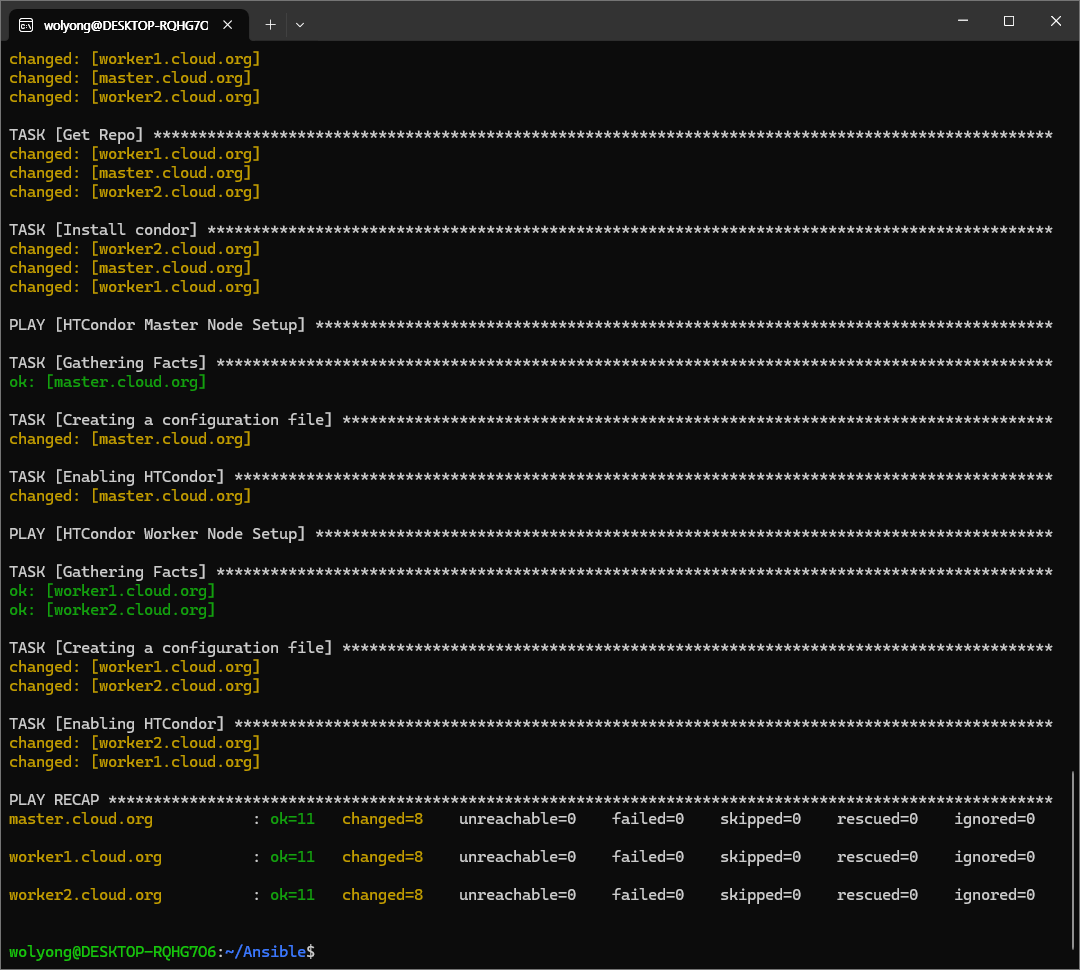 wolyong@DESKTOP-RQHG7O
changed: [worker1.cloud.org]
changed: [master.cloud.org]
changed: [worker2.cloud.org]
TASK [Get Repo] ****************************************************************************************************
changed: [worker1.cloud.org]
changed: [master.cloud.org]
changed: [worker2.cloud.org]
TASK [Install condor] **********************************************************************************************
changed: [worker2.cloud.org]
changed: [master.cloud.org]
changed: [worker1.cloud.org]
PLAY [HTCondor Master Node Setup] **********************************************************************************
TASK [Gathering Facts] *********************************************************************************************
ok: [master.cloud.org]
TASK [Creating a configuration file] *******************************************************************************
changed: [master.cloud.org]
TASK [Enabling HTCondor] *******************************************************************************************
changed: [master.cloud.org]
PLAY [HTCondor Worker Node Setup] **********************************************************************************
TASK [Gathering Facts] *********************************************************************************************
ok: [worker1.cloud.org]
ok: [worker2.cloud.org]
TASK [Creating a configuration file] *******************************************************************************
changed: [worker1.cloud.org]
changed: [worker2.cloud.org]
TASK [Enabling HTCondor] *******************************************************************************************
changed: [worker2.cloud.org]
changed: [worker1.cloud.org]
PLAY RECAP *********************************************************************************************************
master.cloud.org           : ok=11   changed=8    unreachable=0    failed=0    skipped=0    rescued=0    ignored=0
worker1.cloud.org          : ok=11   changed=8    unreachable=0    failed=0    skipped=0    rescued=0    ignored=0
worker2.cloud.org          : ok=11   changed=8    unreachable=0    failed=0    skipped=0    rescued=0    ignored=0
wolyong@DESKTOP-RQHG7O6:~/Ansible$